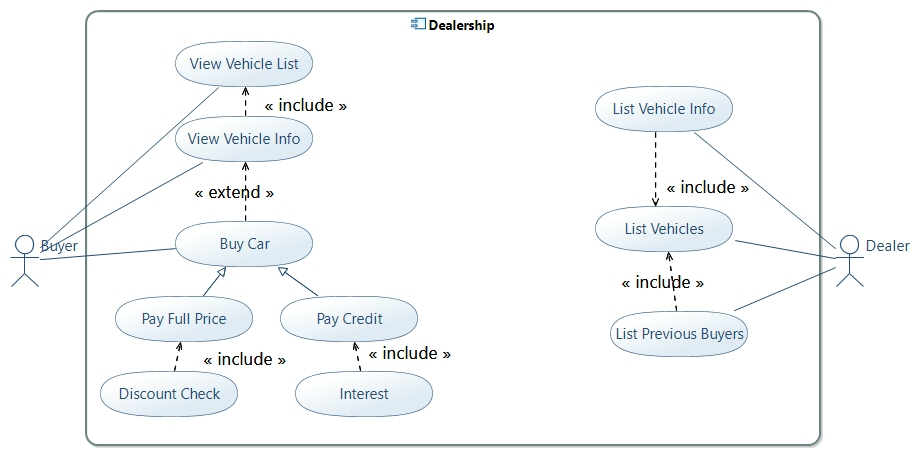 Dealership
View Vehicle List
« include »
View Vehicle Info
« extend »
Buy Car
Buyer
Pay Full Price
Pay Credit
« include »
« include »
Discount Check
Interest
List Vehicle Info
« include »
List Vehicles
Dealer
« include »
List Previous Buyers